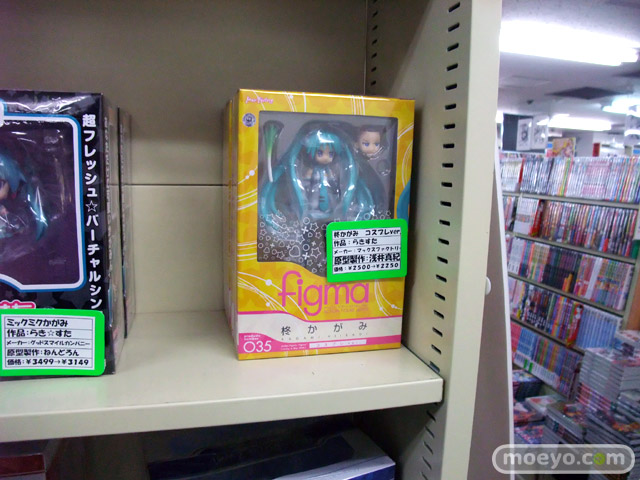 超フレッシュ☆バーチャルシン
ミックミクかがみ
作品：らき☆すた
メーカー：グッドスマイルカンパニー
原型製作：ねんどろん
価格：￥3499→￥3149
柊かがみ コスプレver.
作品：らきすた
メーカー：マックスファクトリー
原型製作：浅井真紀
価格：￥2500→￥2250
figma
柊かがみ
035
moeyo.com